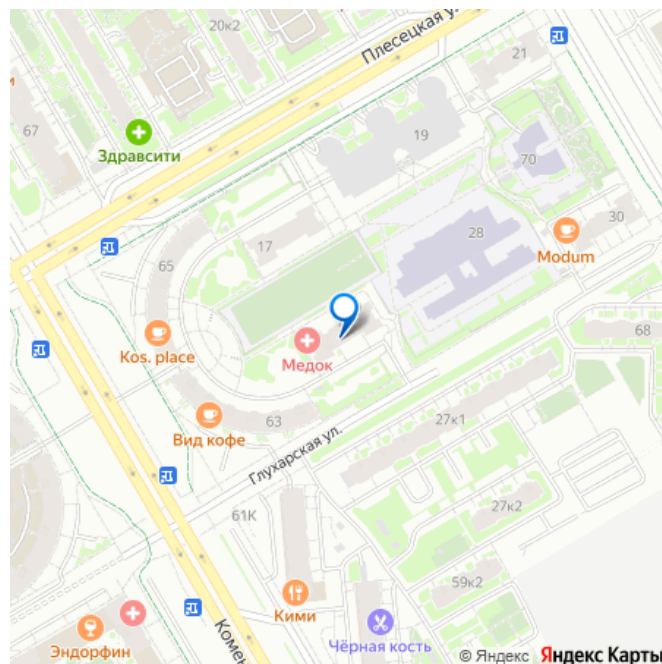 20к2
Плесецкая ул.
21
и
67
Здравсити
19
70
28
30
17
Modum
65
68
Kos. place
Медок
63
27к1
Вид кофе
Глухарская ул.
61К
27к2
59к2
Кими
Комен
Чёрная кость
Эндорфин
© Яндекс Яндекс Карты